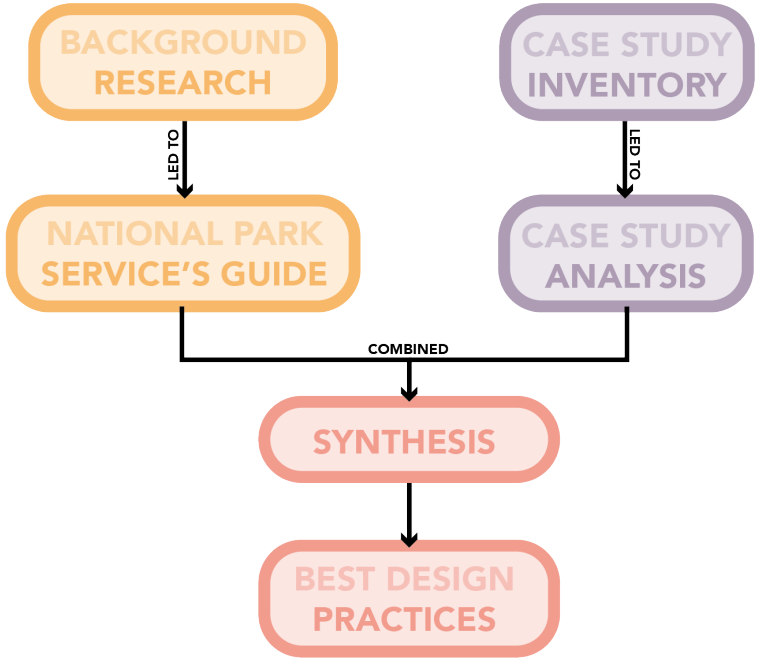 BACKGROUND
RESEARCH
CASE STUDY
INVENTORY
LED TO
LED TO
NATIONAL PARK
SERVICE'S GUIDE
CASE STUDY
ANALYSIS
COMBINED
SYNTHESIS
BEST DESIGN
PRACTICES